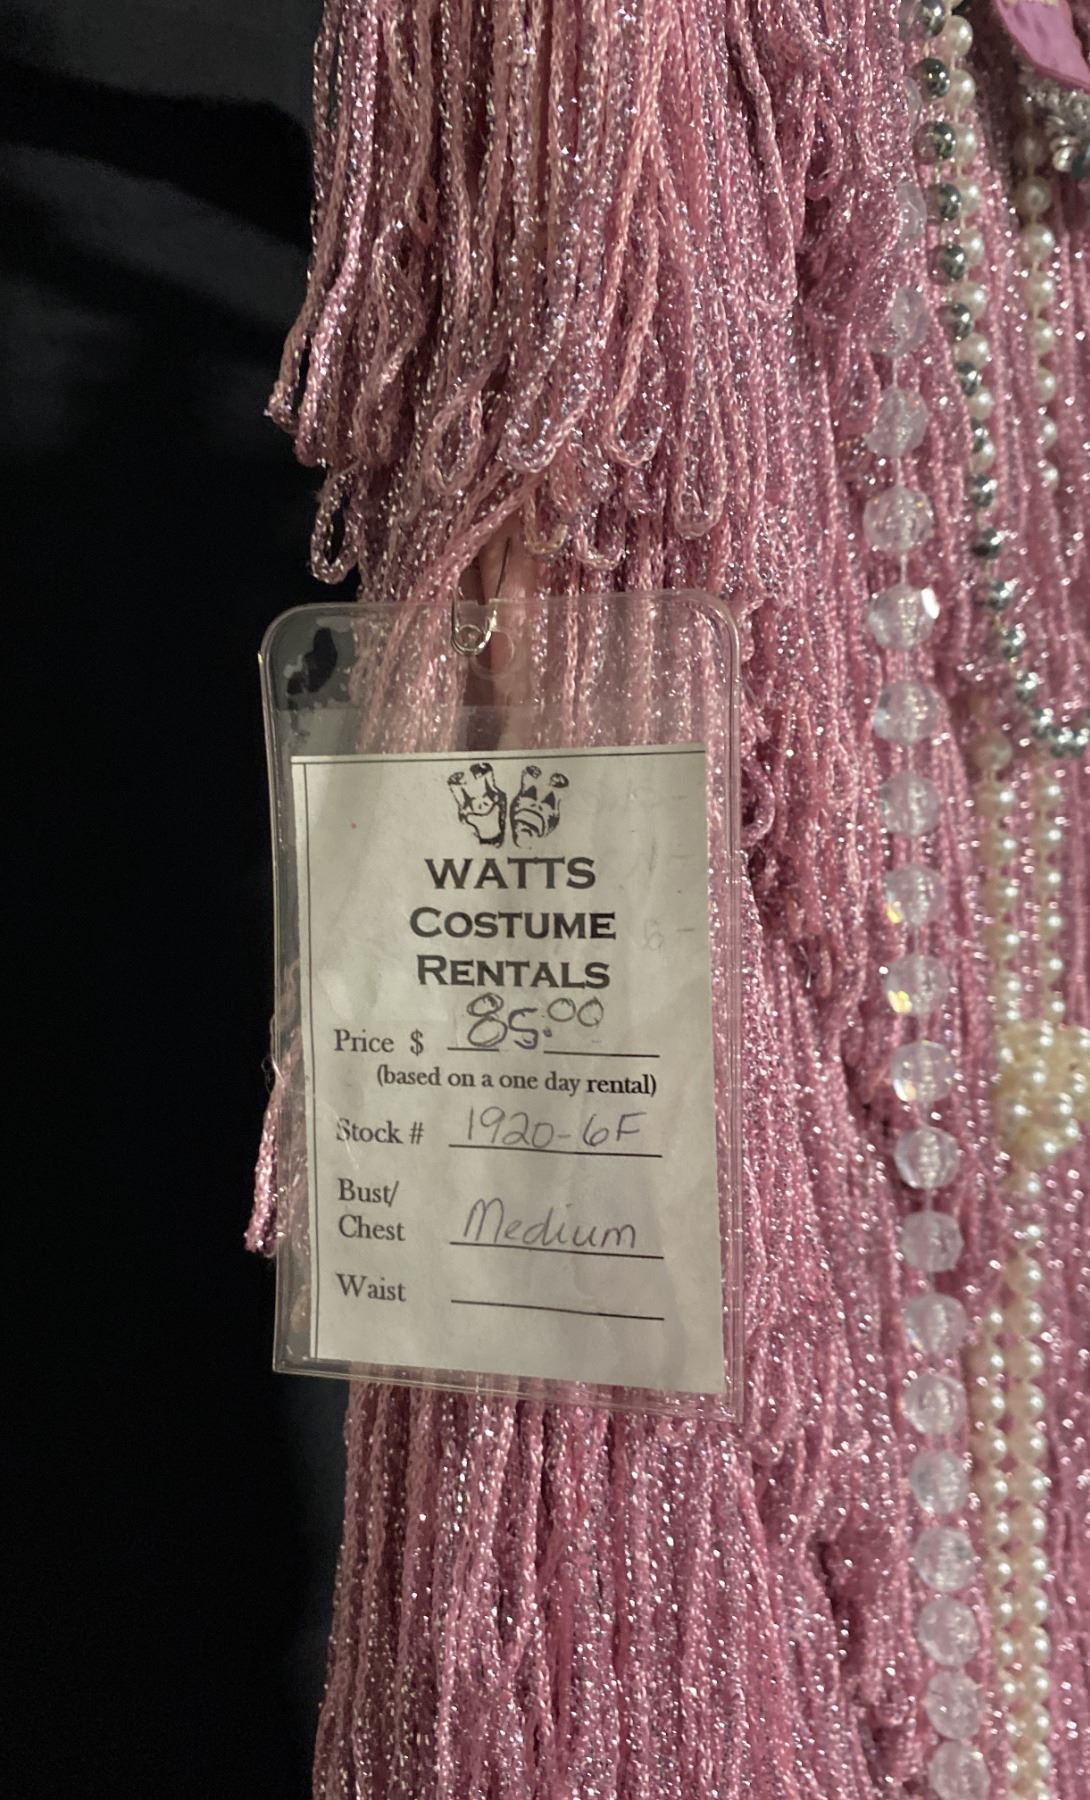 WATTS
COSTUME
RENTALS
Price $ 85.00
(based on a one day rental)
Stock # 1920-6F
Bust/
Chest Medium
Waist